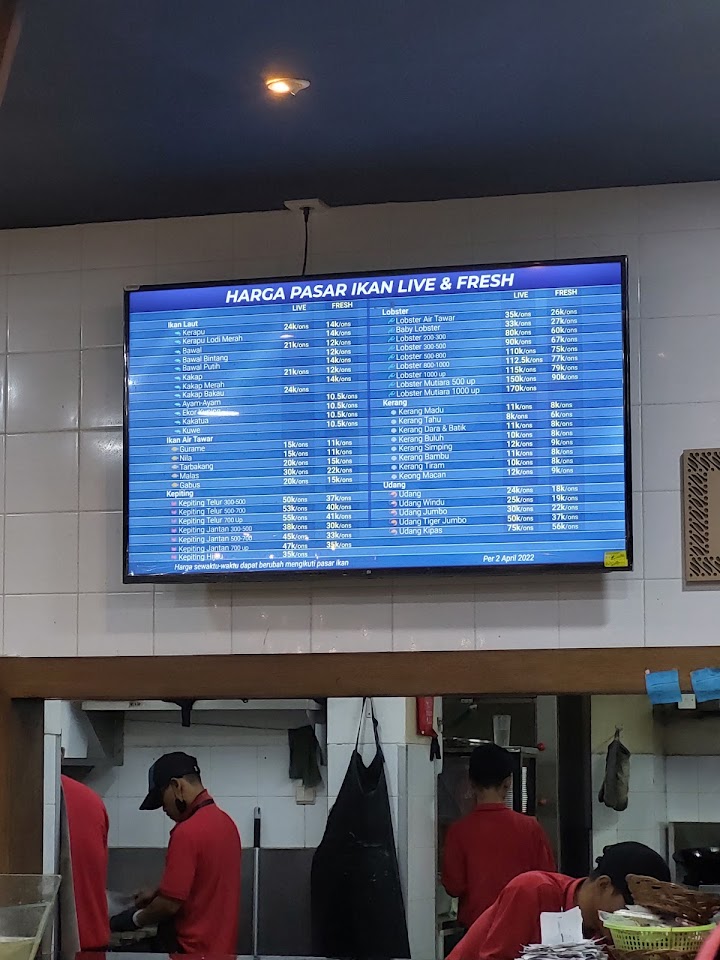 HARGA PASAR IKAN LIVE & FRESH
LIVE FRESH
Ikan Laut
Kerapu 24k/ons 14k/ons
Kerapu Lodi Merah 14k/ons
Bawal 21k/ons 12k/ons
Bawal Bintang 12k/ons
Bawal Putih 14k/ons
Kakap 21k/ons 12k/ons
Kakap Merah 14k/ons
Kakap Bakau 24k/ons
Ayam-Ayam 10.5k/ons
Ekor Kuning 10.5k/ons
Kakatua 10.5k/ons
Kuwe 10.5k/ons
Ikan Air Tawar
Gurame 15k/ons 11k/ons
Nila 15k/ons 11k/ons
Tarbakang 20k/ons 15k/ons
Malas 30k/ons 22k/ons
Gabus 20k/ons 15k/ons
Kepiting
Kepiting Telur 300-500 50k/ons 37k/ons
Kepiting Telur 500-700 53k/ons 40k/ons
Kepiting Telur 700 Up 55k/ons 41k/ons
Kepiting Jantan 300-500 38k/ons 30k/ons
Kepiting Jantan 500-700 45k/ons 33k/ons
Kepiting Jantan 700 up 47k/ons 35k/ons
Kepiting Hijau 35k/ons
LIVE FRESH
Lobster
Lobster Air Tawar 35k/ons 26k/ons
Baby Lobster 33k/ons 27k/ons
Lobster 200-300 80k/ons 60k/ons
Lobster 300-500 90k/ons 67k/ons
Lobster 500-800 110k/ons 75k/ons
Lobster 800-1000 112.5k/ons 77k/ons
Lobster 1000 up 115k/ons 79k/ons
Lobster Mutiara 500 up 150k/ons 90k/ons
Lobster Mutiara 1000 up 170k/ons
Kerang
Kerang Madu 11k/ons 8k/ons
Kerang Tahu 8k/ons 6k/ons
Kerang Dara & Batik 11k/ons 8k/ons
Kerang Buluh 10k/ons 8k/ons
Kerang Simping 12k/ons 9k/ons
Kerang Bambu 11k/ons 8k/ons
Kerang Tiram 10k/ons 8k/ons
Keong Macan 12k/ons 9k/ons
Udang
Udang 24k/ons 18k/ons
Udang Windu 25k/ons 19k/ons
Udang Jumbo 30k/ons 22k/ons
Udang Tiger Jumbo 50k/ons 37k/ons
Udang Kipas 75k/ons 56k/ons
Harga sewaktu-waktu dapat berubah mengikuti pasar ikan
Per 2 April 2022